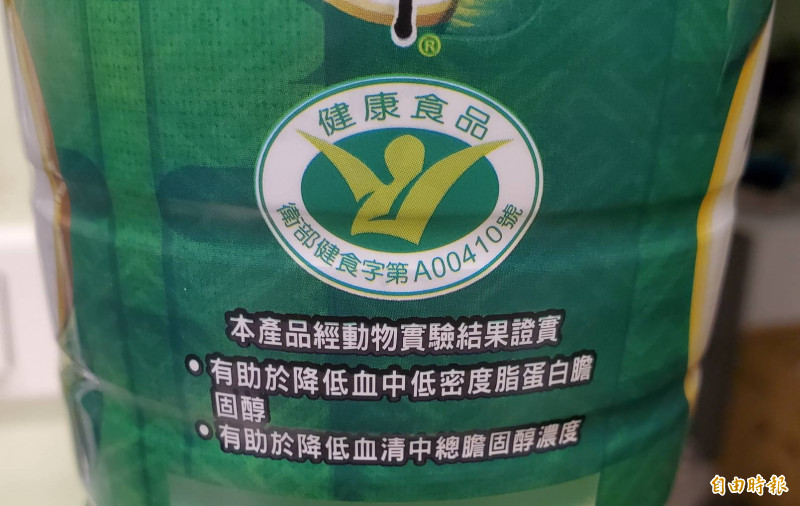 ®
健康食品
衛部健食字第A00410號
本產品經動物實驗結果證實
• 有助於降低血中低密度脂蛋白膽
固醇
• 有助於降低血清中總膽固醇濃度
自由時報